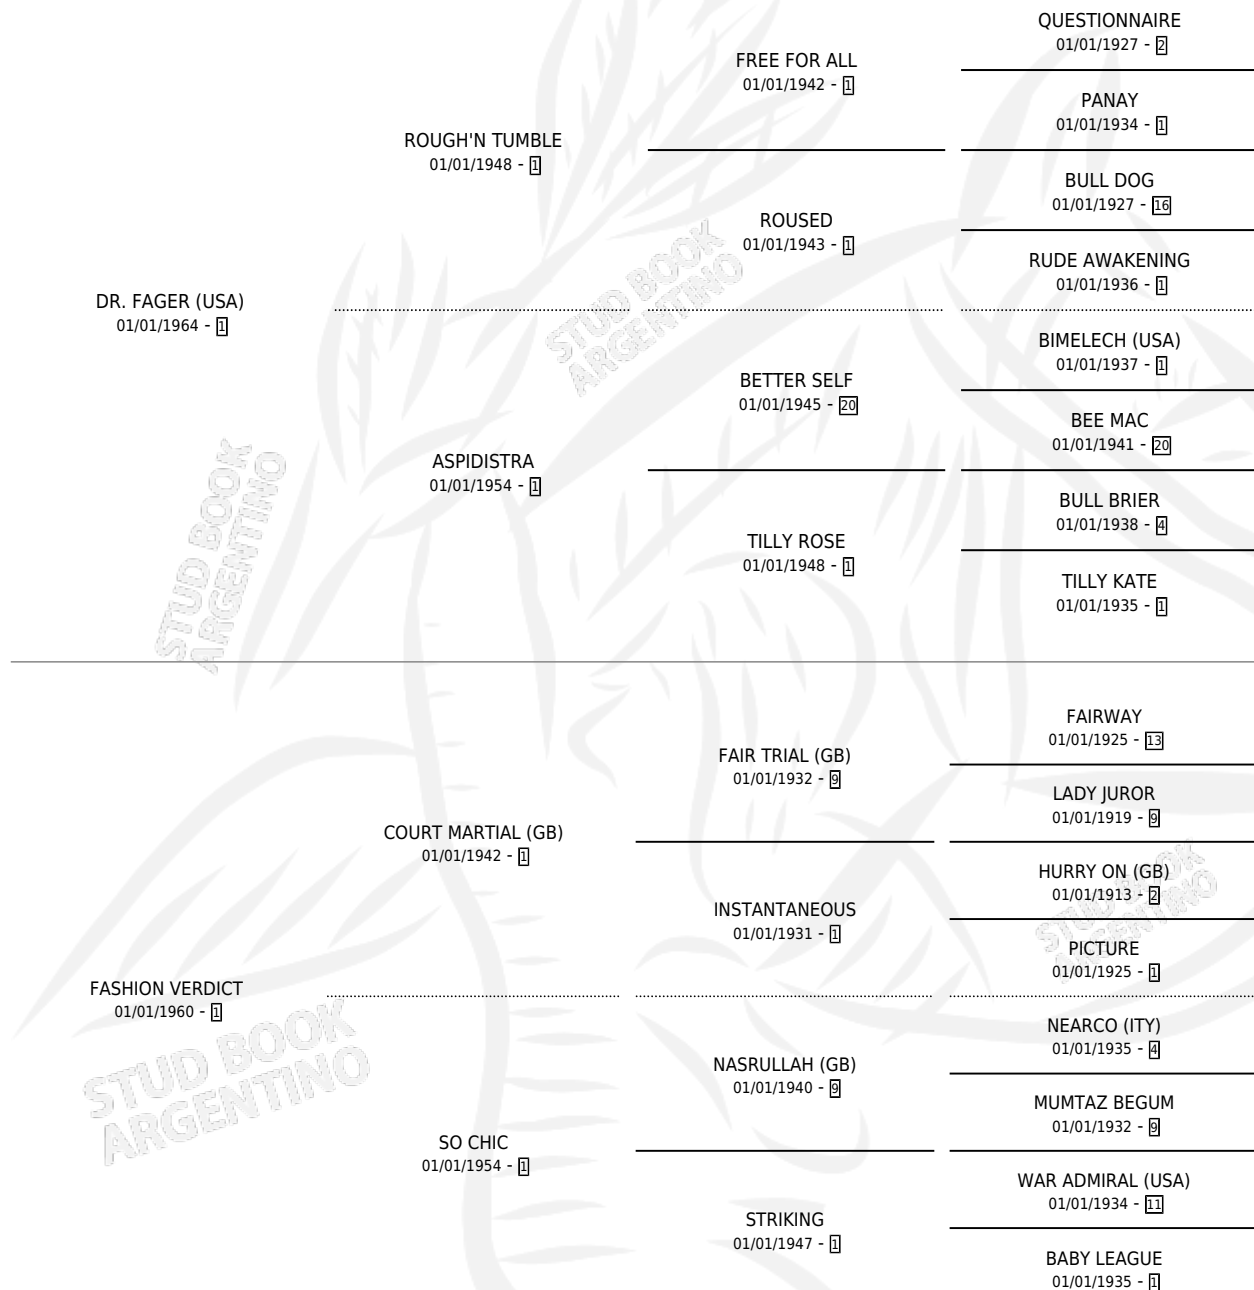 QUESTIONNAIRE
01/01/1927 - 2
FREE FOR ALL
01/01/1942 - 1
PANAY
01/01/1934 - 1
ROUGH'N TUMBLE
01/01/1948 - 1
BULL DOG
01/01/1927 - 16
ROUSED
01/01/1943 - 1
RUDE AWAKENING
01/01/1936 - 1
DR. FAGER (USA)
01/01/1964 - 1
BIMELECH (USA)
01/01/1937 - 1
BETTER SELF
01/01/1945 - 20
BEE MAC
01/01/1941 - 20
ASPIDISTRA
01/01/1954 - 1
BULL BRIER
01/01/1938 - 4
TILLY ROSE
01/01/1948 - 1
TILLY KATE
01/01/1935 - 1
FAIRWAY
01/01/1925 - 13
FAIR TRIAL (GB)
01/01/1932 - 9
LADY JUROR
01/01/1919 - 9
COURT MARTIAL (GB)
01/01/1942 - 1
HURRY ON (GB)
01/01/1913 - 2
INSTANTANEOUS
01/01/1931 - 1
PICTURE
01/01/1925 - 1
FASHION VERDICT
01/01/1960 - 1
NEARCO (ITY)
01/01/1935 - 4
NASRULLAH (GB)
01/01/1940 - 9
MUMTAZ BEGUM
01/01/1932 - 9
SO CHIC
01/01/1954 - 1
WAR ADMIRAL (USA)
01/01/1934 - 11
STRIKING
01/01/1947 - 1
BABY LEAGUE
01/01/1935 - 1
STUD BOOK
ARGENTINO
STUD BOOK
ARGENTINO
STUD BOOK
ARGENTINO
STUD BOOK
ARGENTINO